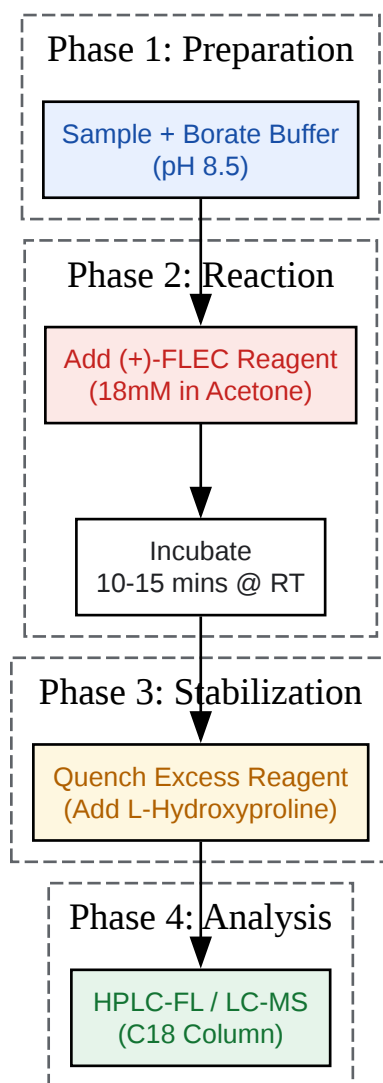 Phase 1: Preparation
Sample + Borate Buffer
(pH 8.5)
Phase 2: Reaction
Add (+)-FLEC Reagent
(18mM in Acetone)
Incubate
10-15 mins @ RT
Phase 3: Stabilization
Quench Excess Reagent
(Add L-Hydroxyproline)
Phase 4: Analysis
HPLC-FL / LC-MS
(C18 Column)